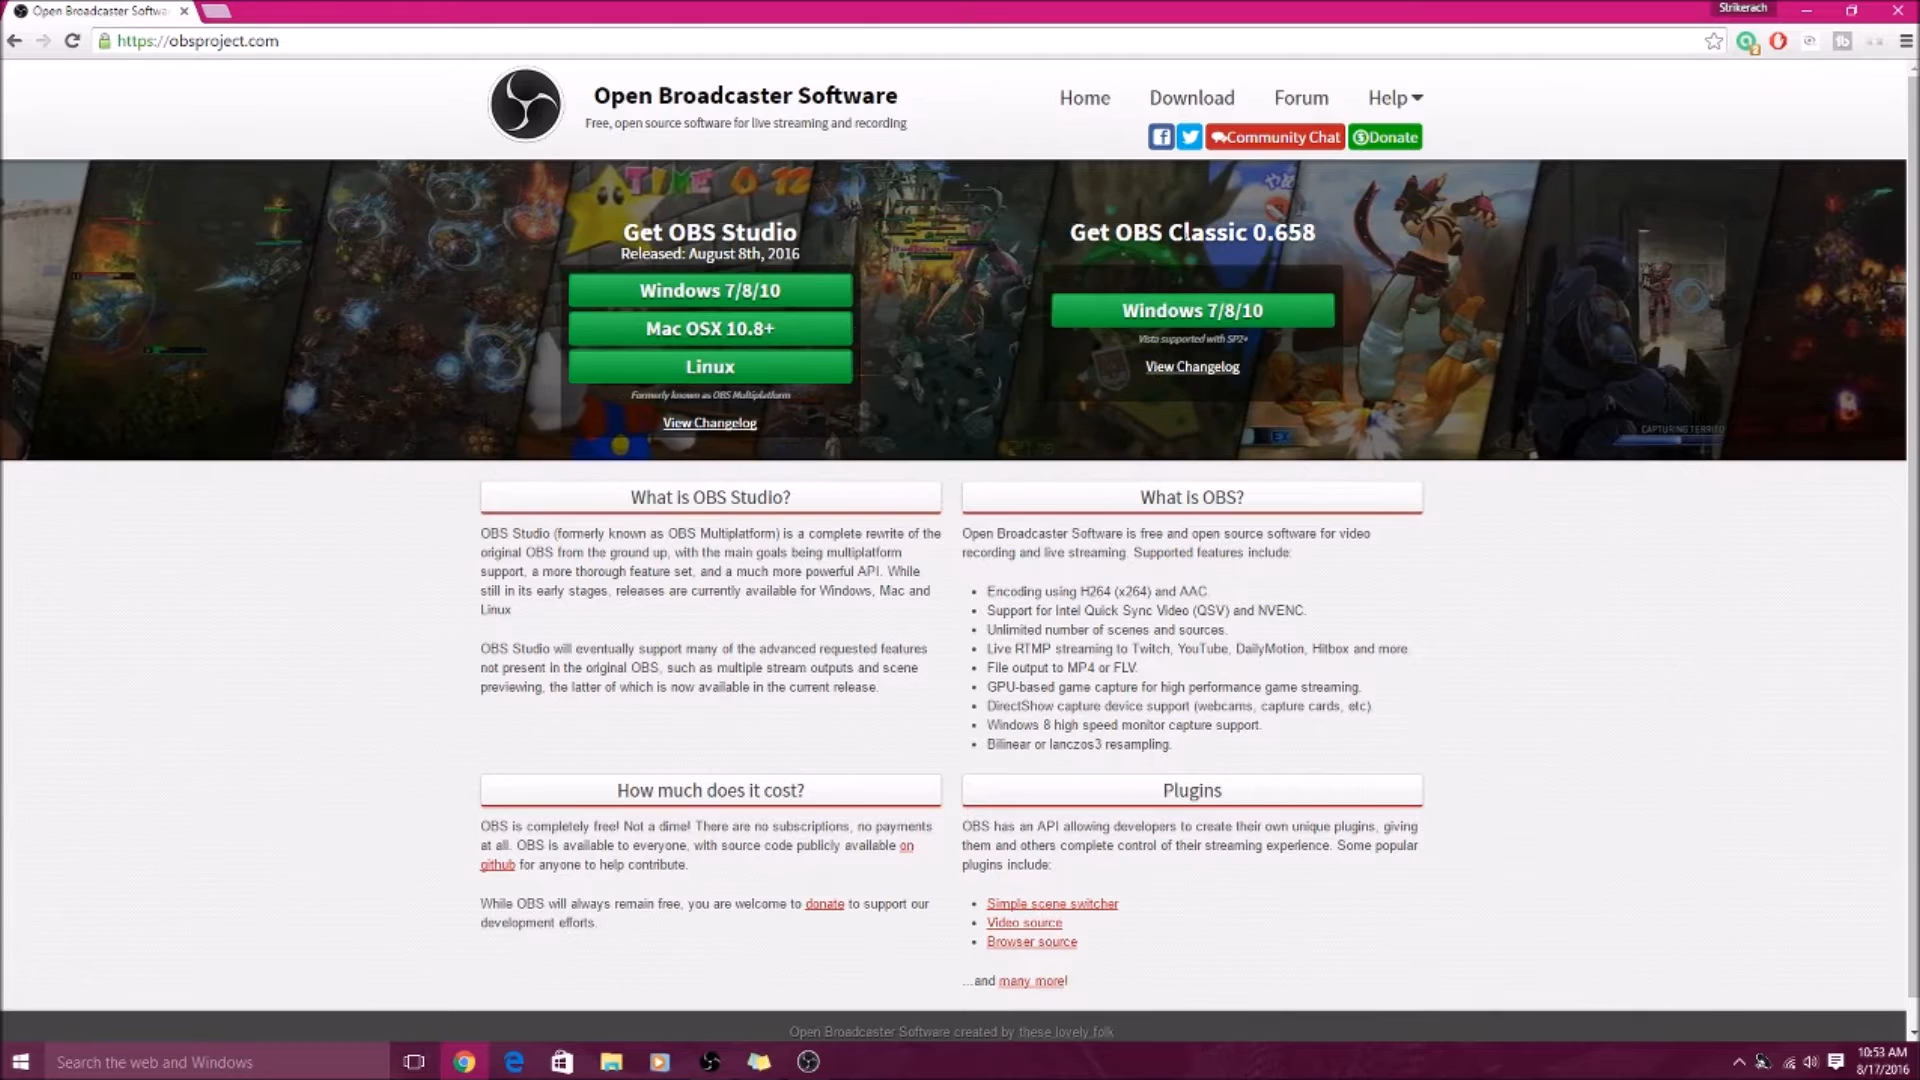 Open Broadcaster Softwa
Strikerach
https://obsproject.com
Open Broadcaster Software
Free, open source software for live streaming and recording
Home Download Forum Help
Community Chat Donate
TIME 0 12
Get OBS Studio
Released: August 8th, 2016
Windows 7/8/10
Mac OSX 10.8+
Linux
Formerly known as OBS Multiplatform
View Changelog
Get OBS Classic 0.658
Windows 7/8/10
Vista supported with SP2+
View Changelog
EX
CAPTURING TERRITO
What is OBS Studio?
OBS Studio (formerly known as OBS Multiplatform) is a complete rewrite of the
original OBS from the ground up, with the main goals being multiplatform
support, a more thorough feature set, and a much more powerful API. While
still in its early stages, releases are currently available for Windows, Mac and
Linux
OBS Studio will eventually support many of the advanced requested features
not present in the original OBS, such as multiple stream outputs and scene
previewing, the latter of which is now available in the current release.
What is OBS?
Open Broadcaster Software is free and open source software for video
recording and live streaming. Supported features include:
• Encoding using H264 (x264) and AAC.
• Support for Intel Quick Sync Video (QSV) and NVENC.
• Unlimited number of scenes and sources.
• Live RTMP streaming to Twitch, YouTube, DailyMotion, Hitbox and more
• File output to MP4 or FLV.
• GPU-based game capture for high performance game streaming.
• DirectShow capture device support (webcams, capture cards, etc).
• Windows 8 high speed monitor capture support.
• Bilinear or lanczos3 resampling.
How much does it cost?
OBS is completely free! Not a dime! There are no subscriptions, no payments
at all. OBS is available to everyone, with source code publicly available on
github for anyone to help contribute.
While OBS will always remain free, you are welcome to donate to support our
development efforts.
Plugins
OBS has an API allowing developers to create their own unique plugins, giving
them and others complete control of their streaming experience. Some popular
plugins include:
• Simple scene switcher
• Video source
• Browser source
...and many more!
Open Broadcaster Software created by these lovely folk
Search the web and Windows
10:53 AM
8/17/2016